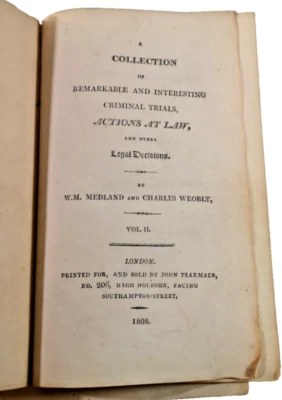 A
COLLECTION
OF
REMARKABLE AND INTERESTING
CRIMINAL TRIALS,
ACTIONS AT LAW,
AND OTHER
Legal Decisions.
BY
W.M. MEDLAND AND CHARLES WEOBLY,
VOL. II.
LONDON.
PRINTED FOR, AND SOLD BY JOHN PEARMAIN,
NO. 206, HIGH HOLBORN, FACING
SOUTHAMPTON-STREET.
1808.